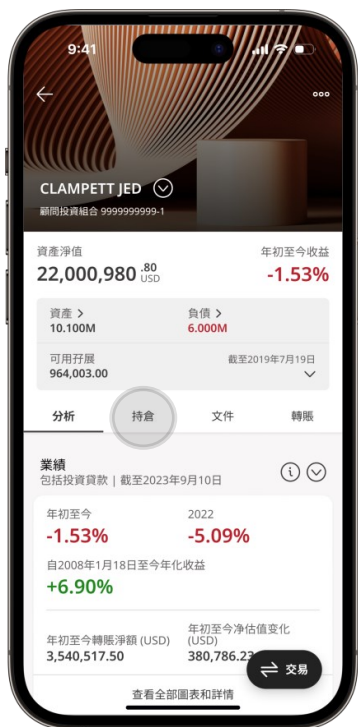 9:41
CLAMPETT JED
顧問投資組合 9999999999-1
資產淨值 年初至今收益
22,000,980 .80 USD -1.53%
資產 > 負債 >
10.100M 6.000M
可用孖展 截至2019年7月19日
964,003.00
分析 持倉 文件 轉賬
業績
包括投資貸款 | 截至2023年9月10日
年初至今 2022
-1.53% -5.09%
自2008年1月18日至今年化收益
+6.90%
年初至今轉賬淨額 (USD) 年初至今净估值变化 (USD)
3,540,517.50 380,786.23
交易
查看全部圖表和詳情